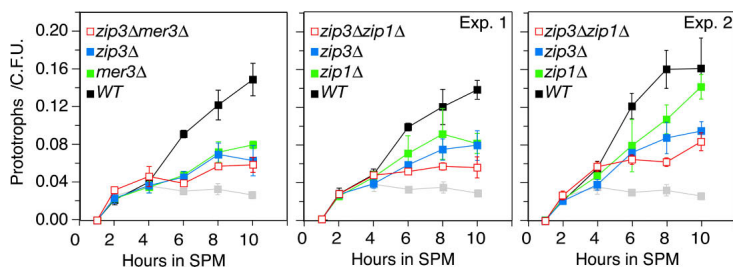 Prototrophs /C.F.U.
0.20
0.16
0.12
0.08
0.04
0.00
zip3Δmer3Δ
zip3Δ
mer3Δ
WT
0 2 4 6 8 10
Hours in SPM
Exp. 1
zip3Δzip1Δ
zip3Δ
zip1Δ
WT
0 2 4 6 8 10
Hours in SPM
Exp. 2
zip3Δzip1Δ
zip3Δ
zip1Δ
WT
0 2 4 6 8 10
Hours in SPM